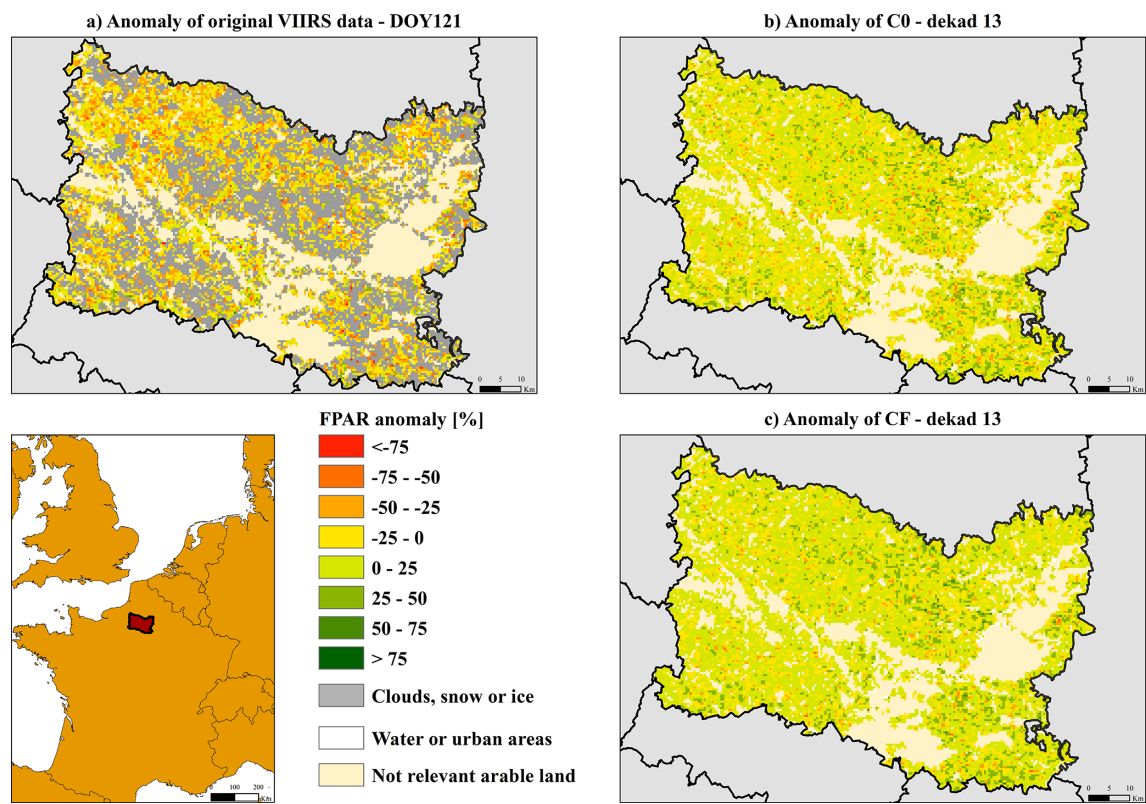 a) Anomaly of original VIIRS data - DOY121
b) Anomaly of C0 - dekad 13
0 5 10
Km
0 5 10
Km
FPAR anomaly [%]
<-75
-75 - -50
-50 - -25
-25 - 0
0 - 25
25 - 50
50 - 75
> 75
Clouds, snow or ice
Water or urban areas
Not relevant arable land
0 100 200
Km
c) Anomaly of CF - dekad 13
0 5 10
Km